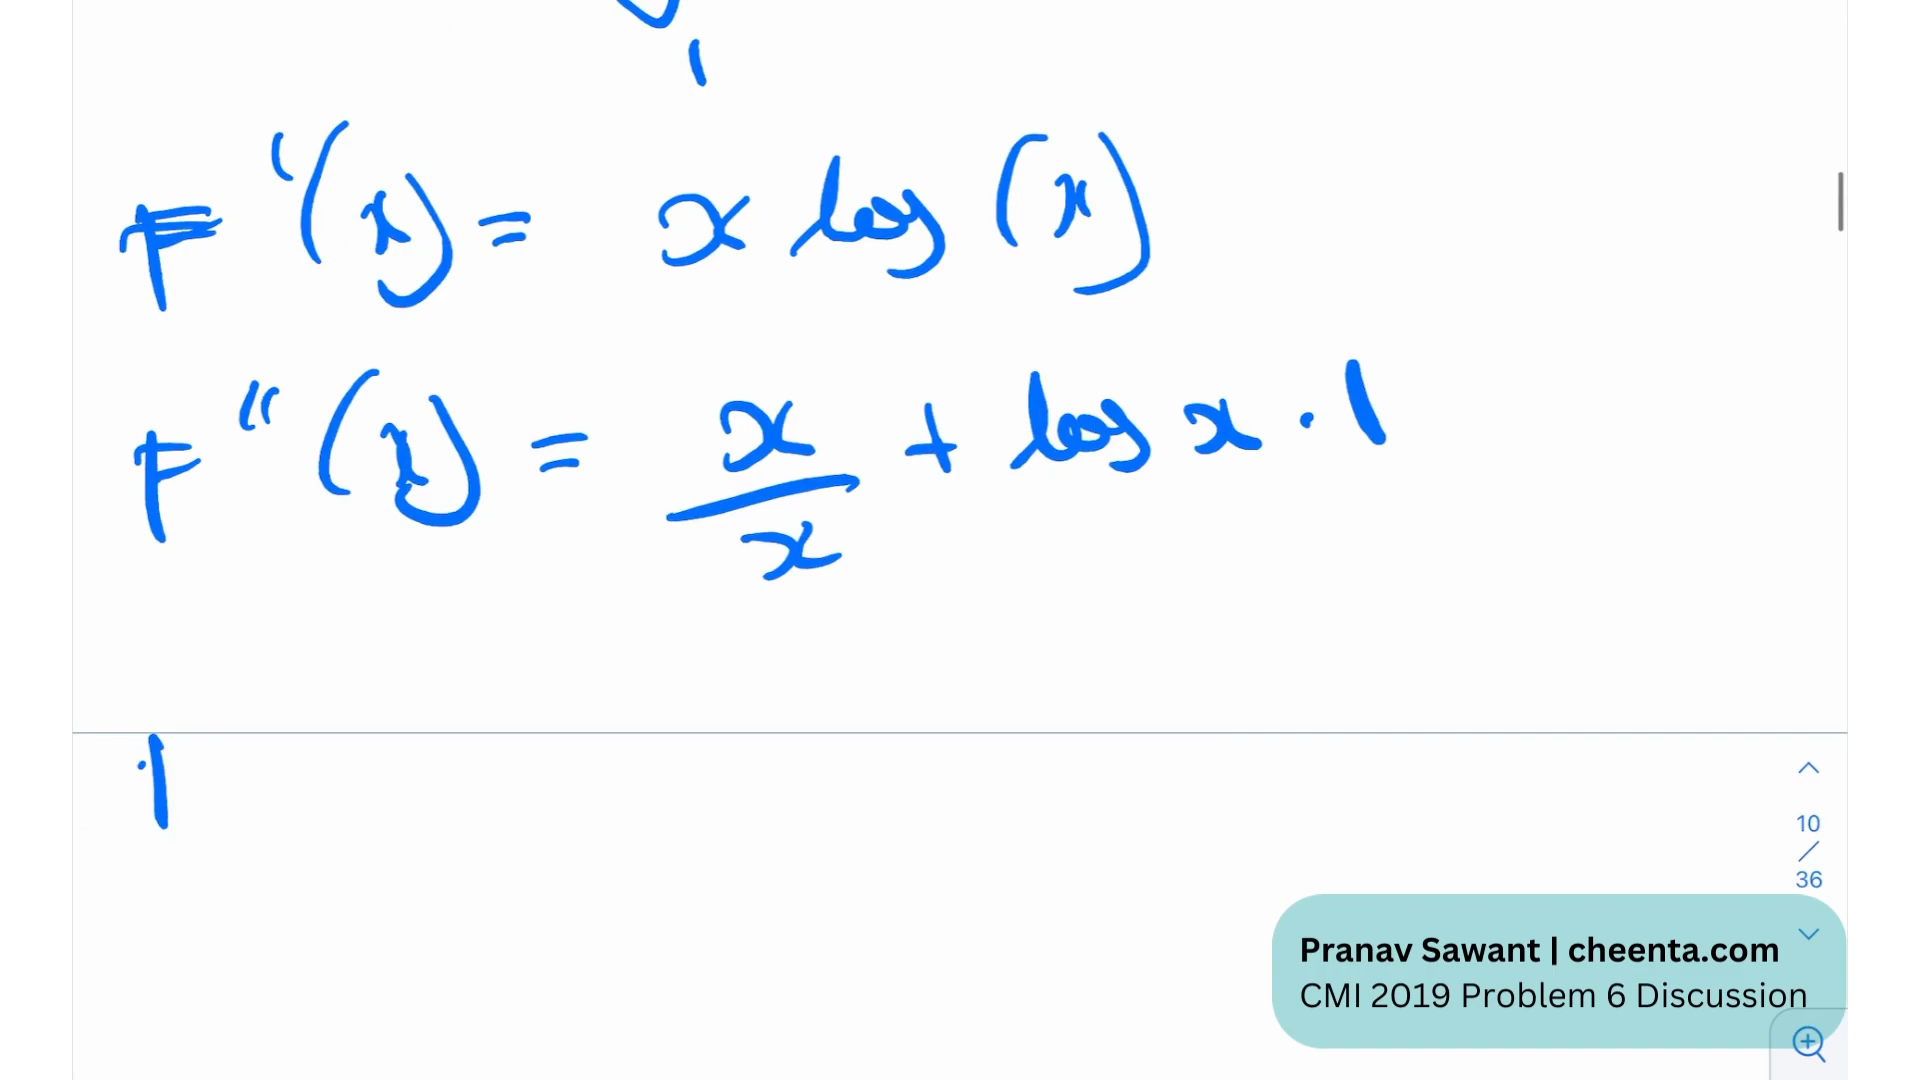 1
F'(x) = x log (x)
F''(x) = x/x + log x · 1
10
/
36
Pranav Sawant | cheenta.com
CMI 2019 Problem 6 Discussion